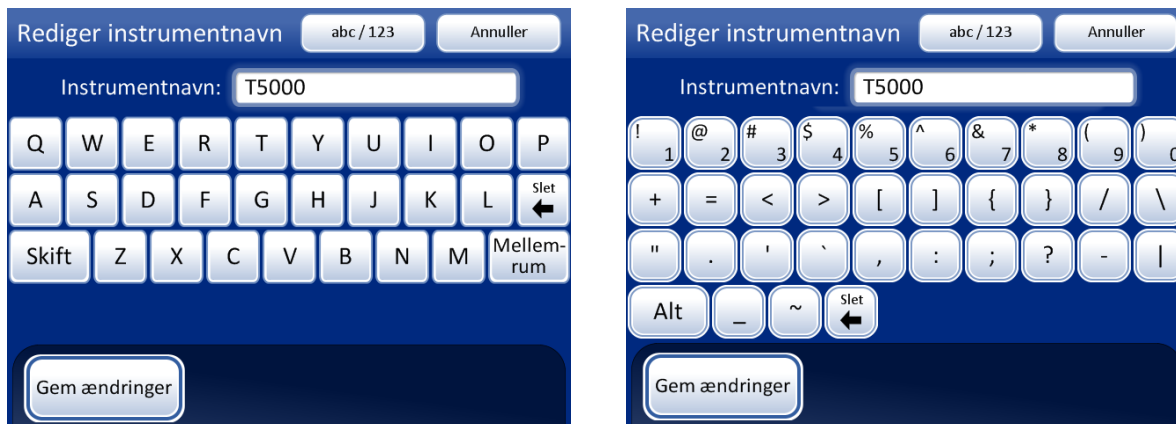 Rediger instrumentnavn abc / 123 Annuller
Instrumentnavn: T5000
Q W E R T Y U I O P
A S D F G H J K L Slet
Skift Z X C V B N M Mellem-
rum
Gem ændringer
Rediger instrumentnavn abc / 123 Annuller
Instrumentnavn: T5000
! 1 @ 2 # 3 $ 4 % 5 ^ 6 & 7 * 8 ( 9 ) 0
+ = < > [ ] { } / \
" . ' ` , : ; ? - |
Alt _ ~ Slet
Gem ændringer